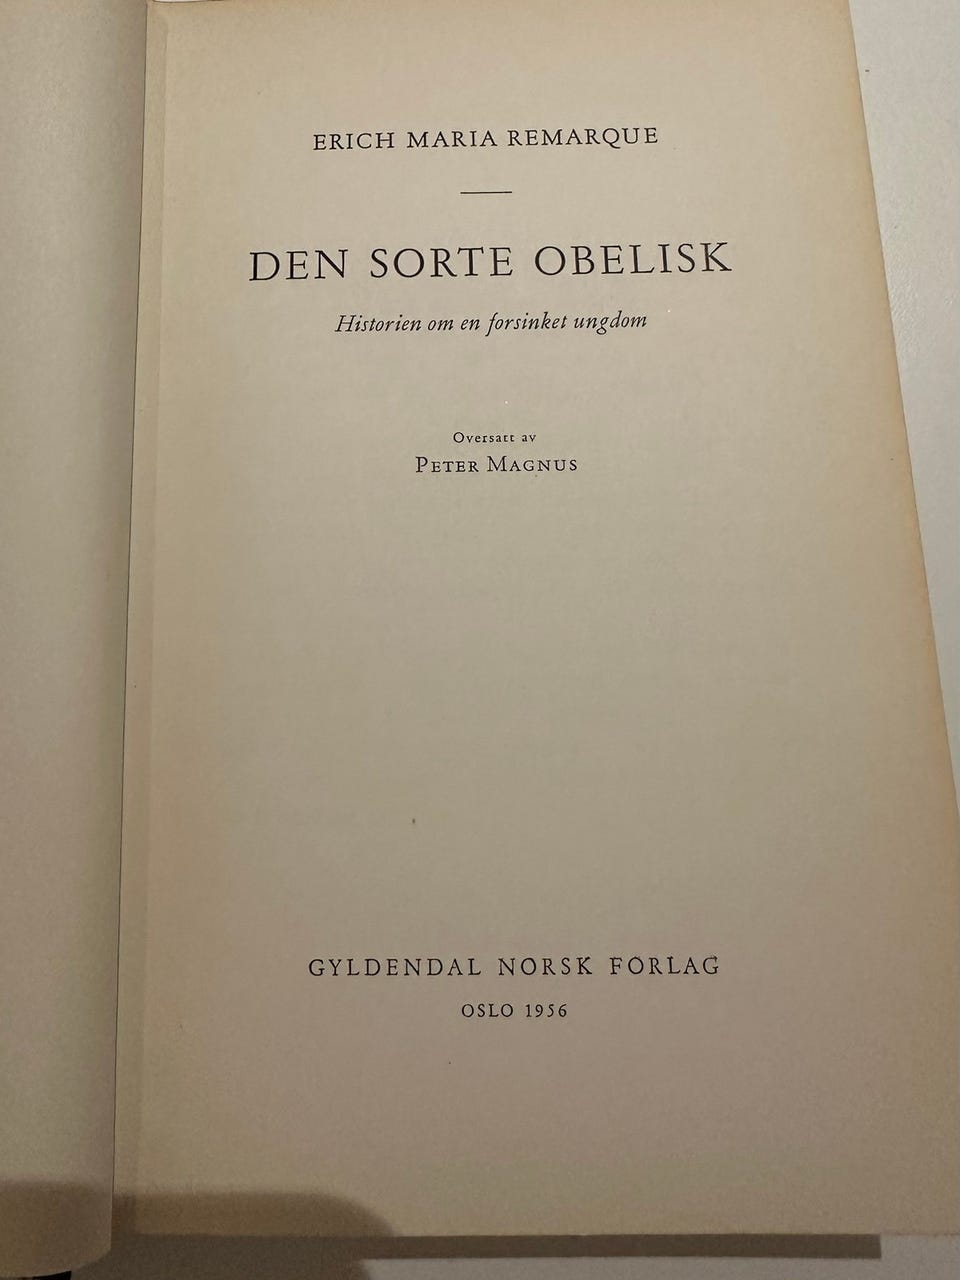 ERICH MARIA REMARQUE
DEN SORTE OBELISK
Historien om en forsinket ungdom
Oversatt av
PETER MAGNUS
GYLDENDAL NORSK FORLAG
OSLO 1956